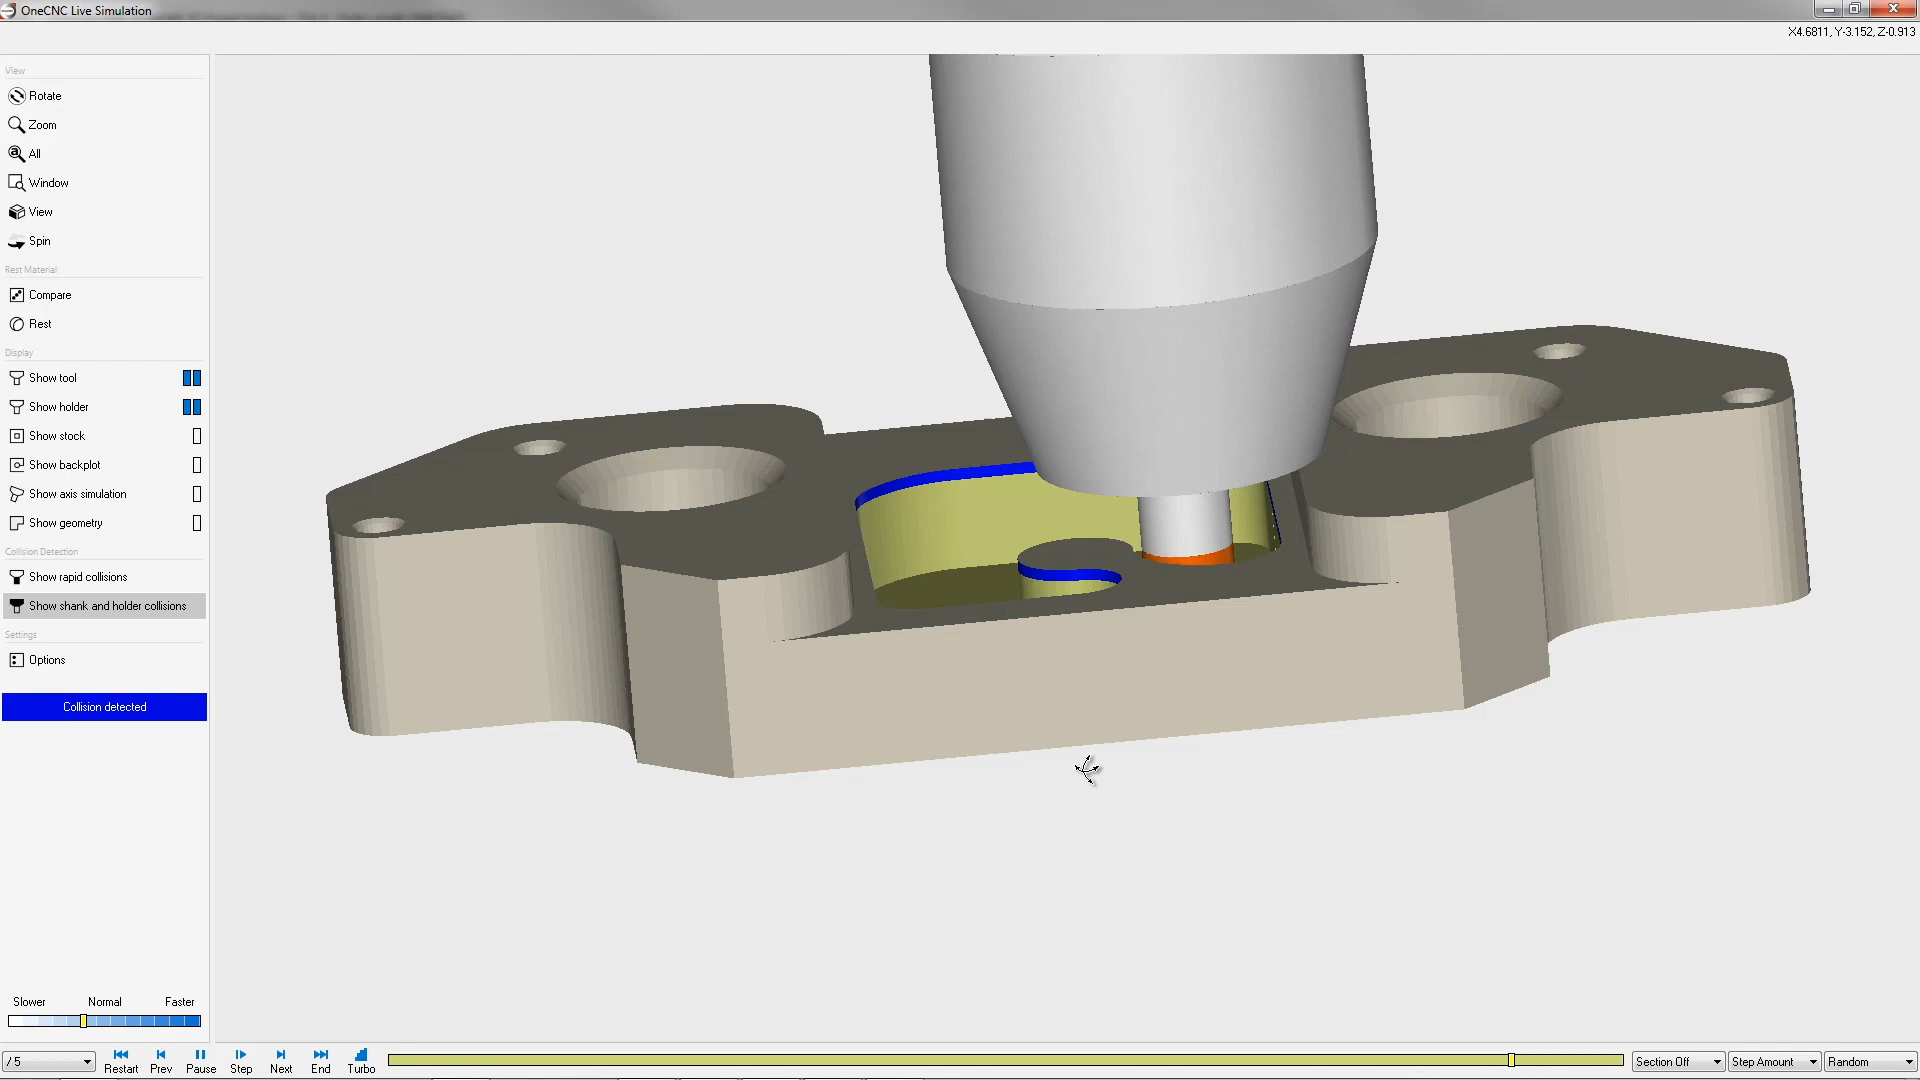 OneCNC Live Simulation
X4.6811, Y-3.152, Z-0.913
View
Rotate
Zoom
All
Window
View
Spin
Rest Material
Compare
Rest
Display
Show tool
Show holder
Show stock
Show backplot
Show axis simulation
Show geometry
Collision Detection
Show rapid collisions
Show shank and holder collisions
Settings
Options
Collision detected
Slower Normal Faster
/ 5 Restart Prev Pause Step Next End Turbo Section Off Step Amount Random